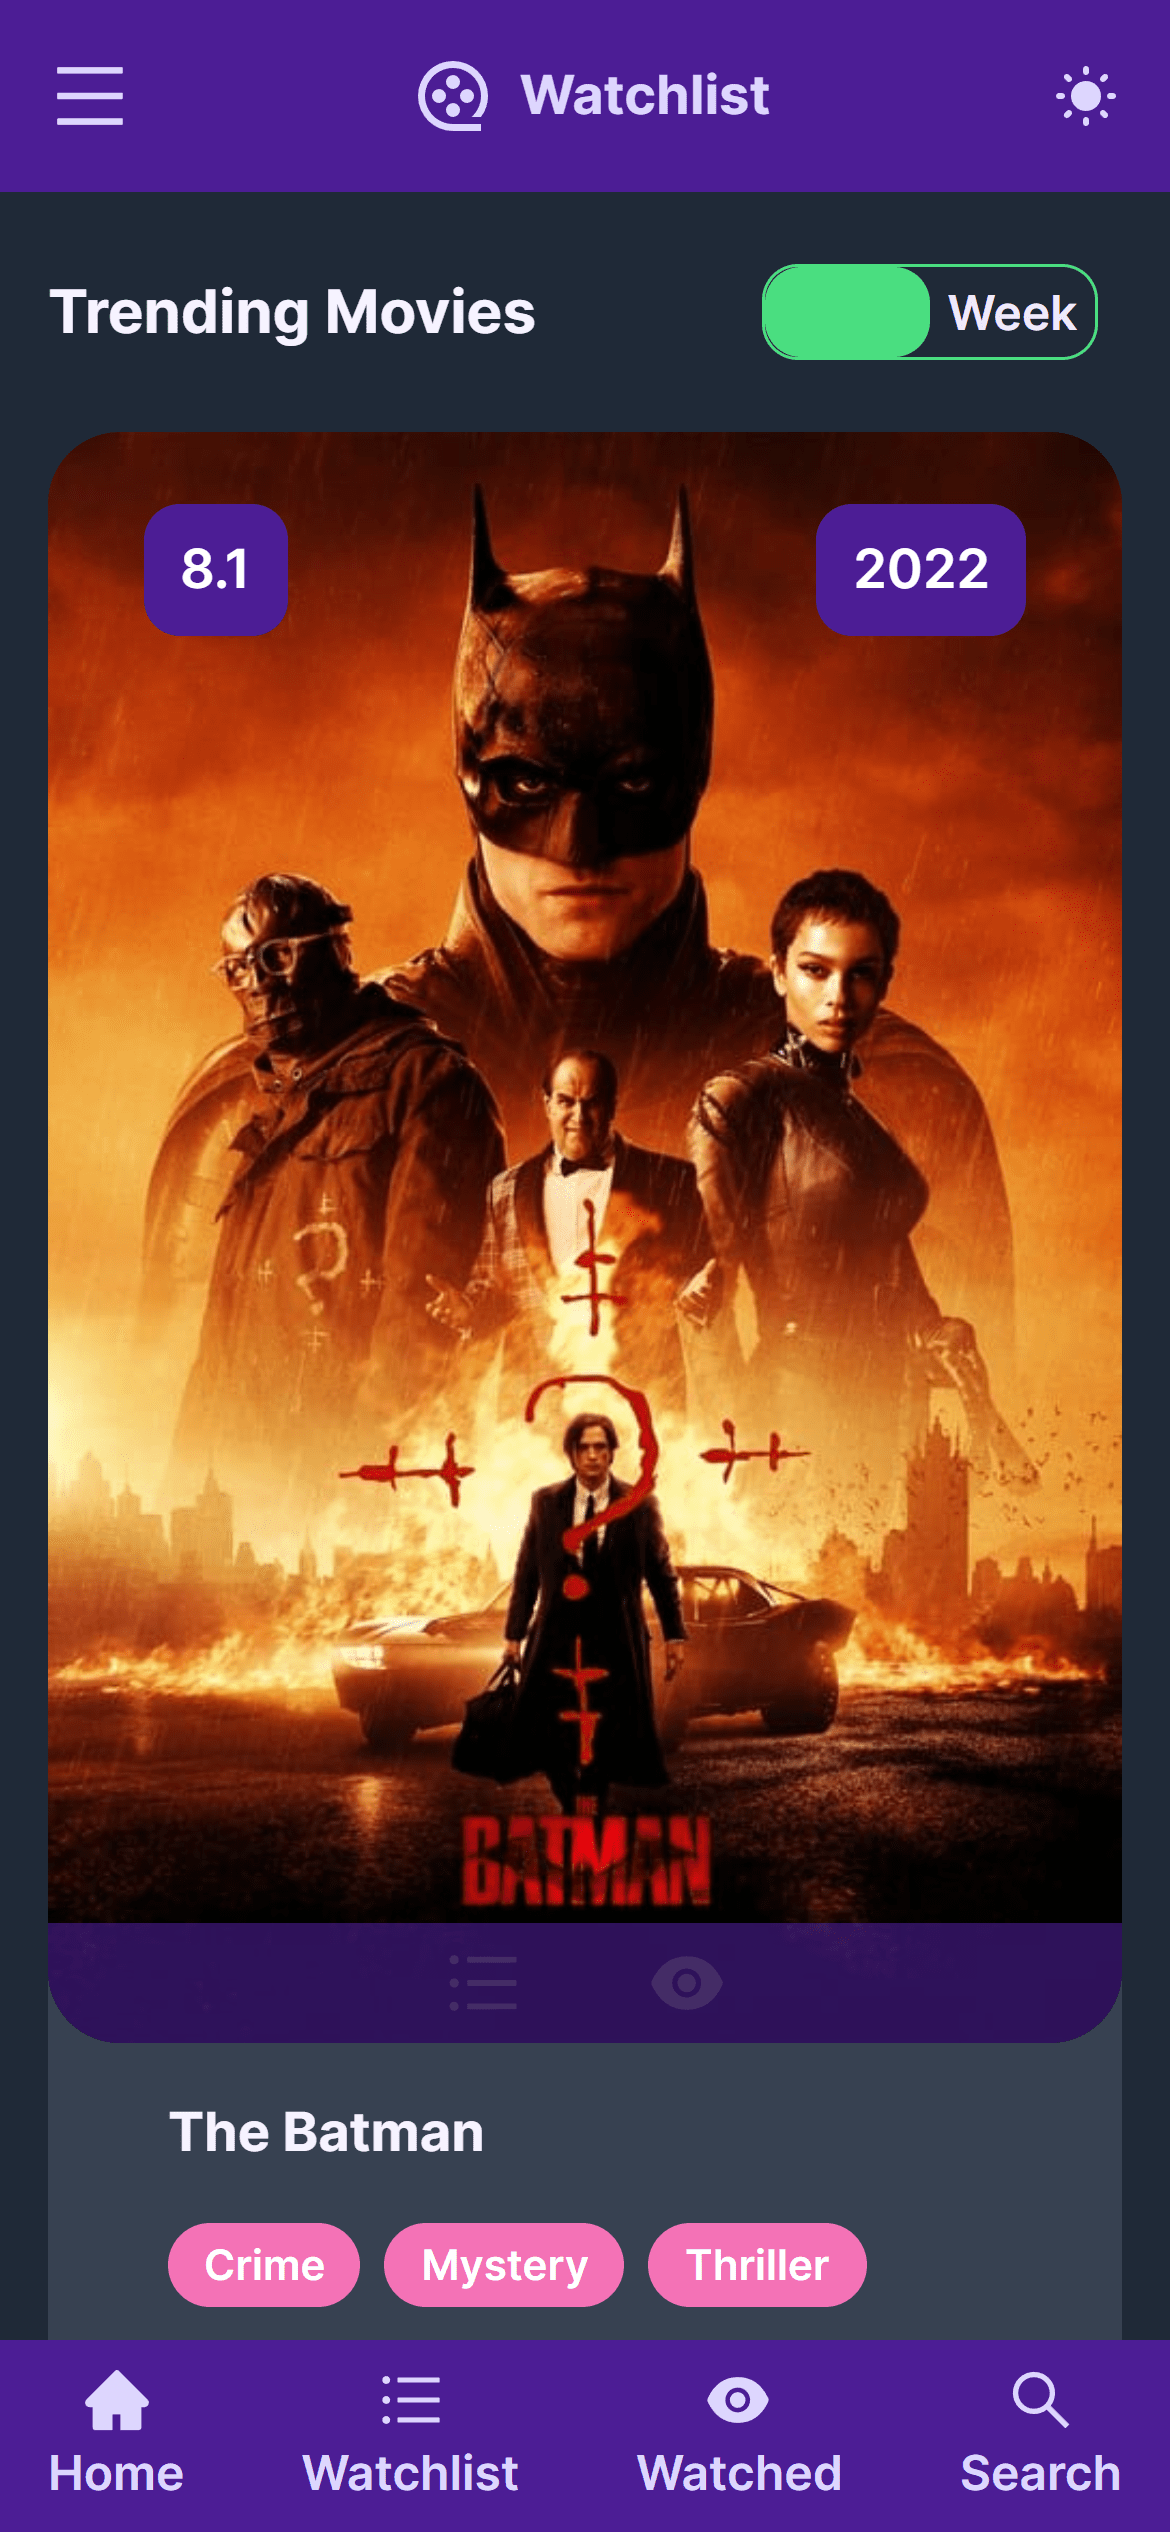 Watchlist
Trending Movies
Week
8.1
2022
THE
BATMAN
The Batman
Crime Mystery Thriller
Home Watchlist Watched Search